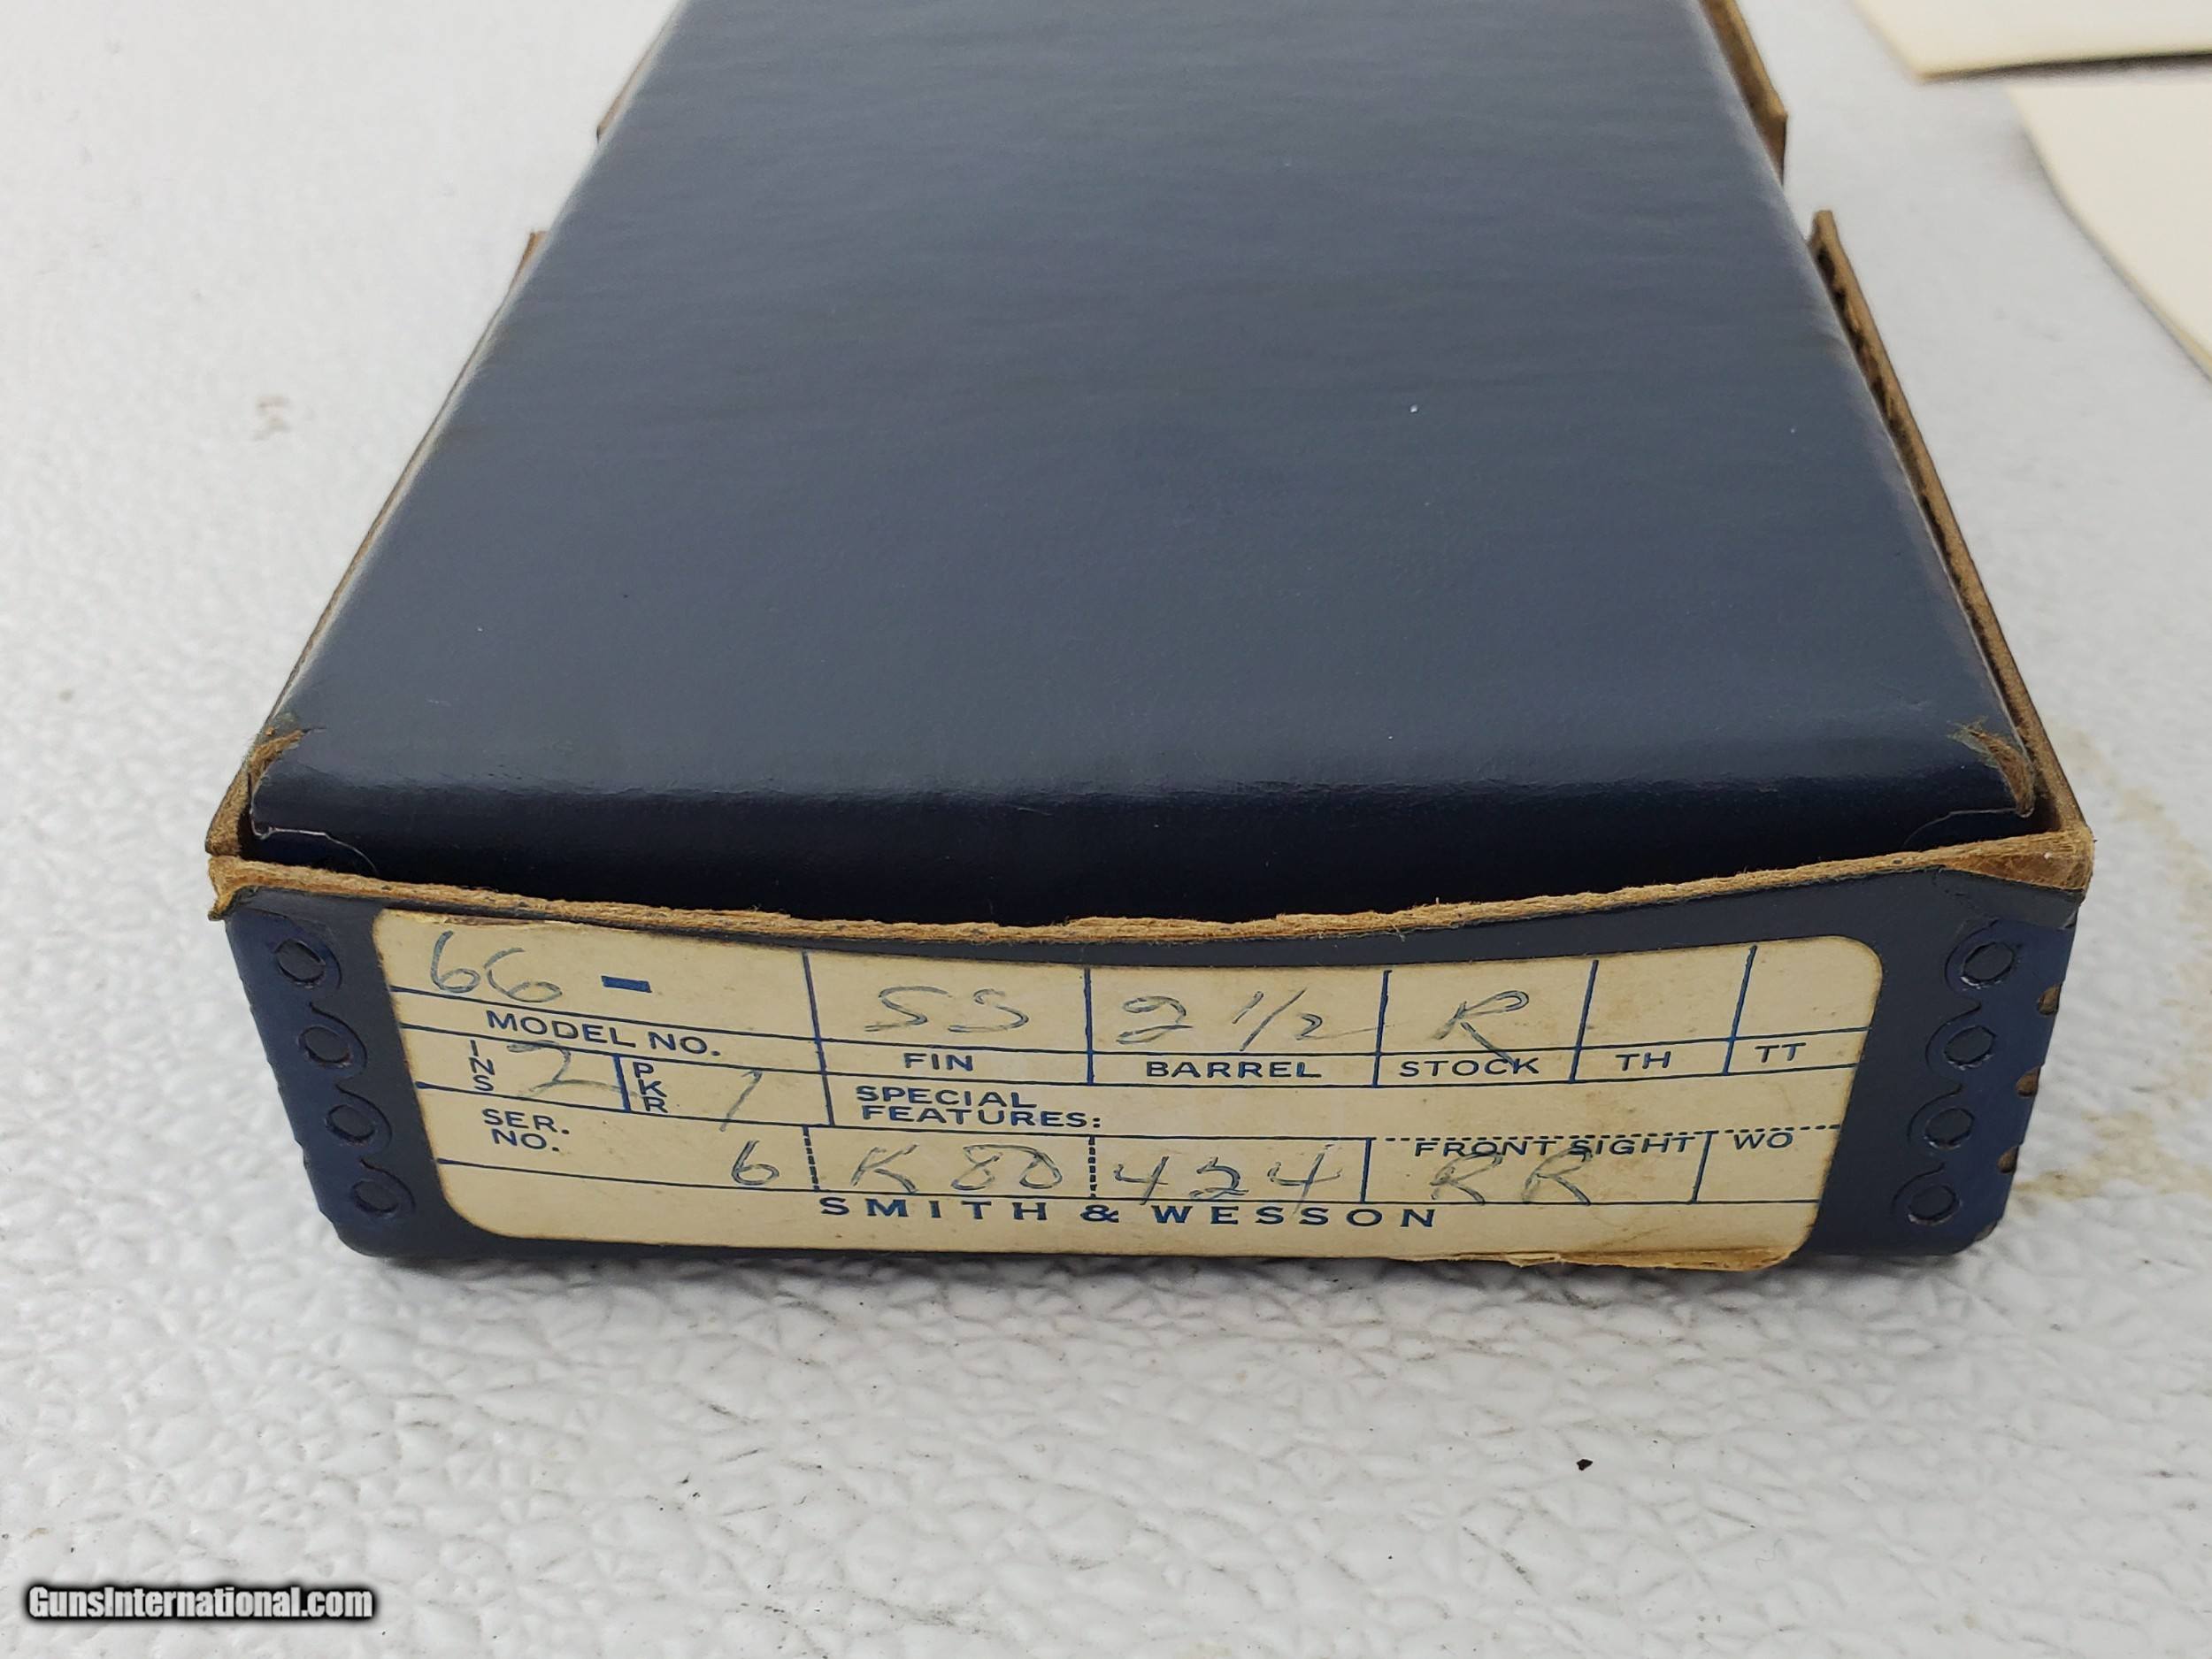 66 - SS 2 1/2 R
MODEL NO. FIN BARREL STOCK TH TT
INS 2 PKR 1 SPECIAL
FEATURES:
SER.
NO. 6 K80 424 FRONT SIGHT RR WO
SMITH & WESSON
GunsInternational.com